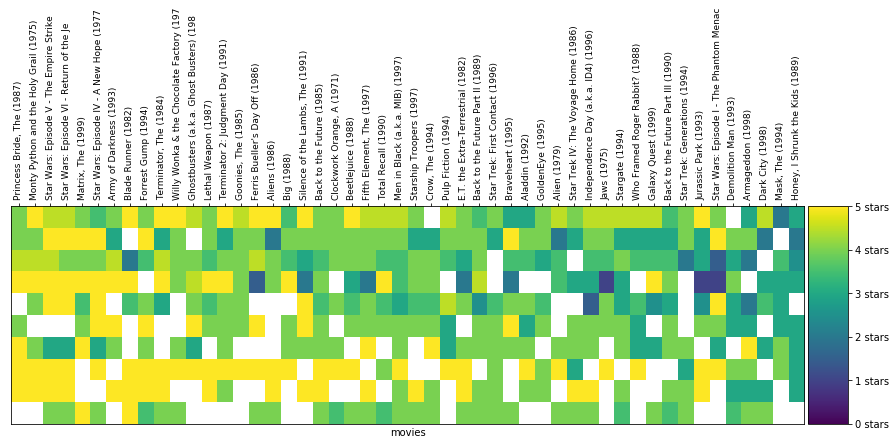 Princess Bride, The (1987)
Monty Python and the Holy Grail (1975)
Star Wars: Episode V - The Empire Strike
Star Wars: Episode VI - Return of the Je
Matrix, The (1999)
Star Wars: Episode IV - A New Hope (1977
Army of Darkness (1993)
Blade Runner (1982)
Forrest Gump (1994)
Terminator, The (1984)
Willy Wonka & the Chocolate Factory (197
Ghostbusters (a.k.a. Ghost Busters) (198
Lethal Weapon (1987)
Terminator 2: Judgment Day (1991)
Goonies, The (1985)
Ferris Bueller's Day Off (1986)
Aliens (1986)
Big (1988)
Silence of the Lambs, The (1991)
Back to the Future (1985)
Clockwork Orange, A (1971)
Beetlejuice (1988)
Fifth Element, The (1997)
Total Recall (1990)
Men in Black (a.k.a. MIB) (1997)
Starship Troopers (1997)
Crow, The (1994)
Pulp Fiction (1994)
E.T. the Extra-Terrestrial (1982)
Back to the Future Part II (1989)
Star Trek: First Contact (1996)
Braveheart (1995)
Aladdin (1992)
GoldenEye (1995)
Alien (1979)
Star Trek IV: The Voyage Home (1986)
Independence Day (a.k.a. ID4) (1996)
Jaws (1975)
Stargate (1994)
Who Framed Roger Rabbit? (1988)
Galaxy Quest (1999)
Back to the Future Part III (1990)
Star Trek: Generations (1994)
Jurassic Park (1993)
Star Wars: Episode I - The Phantom Menac
Demolition Man (1993)
Armageddon (1998)
Dark City (1998)
Mask, The (1994)
Honey, I Shrunk the Kids (1989)
5 stars
4 stars
3 stars
2 stars
1 stars
0 stars
movies